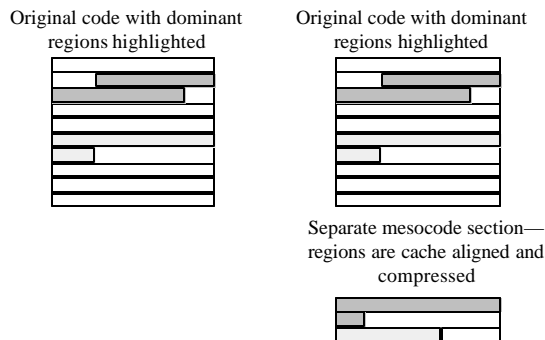 Original code with dominant
regions highlighted
Original code with dominant
regions highlighted
Separate mesocode section—
regions are cache aligned and
compressed